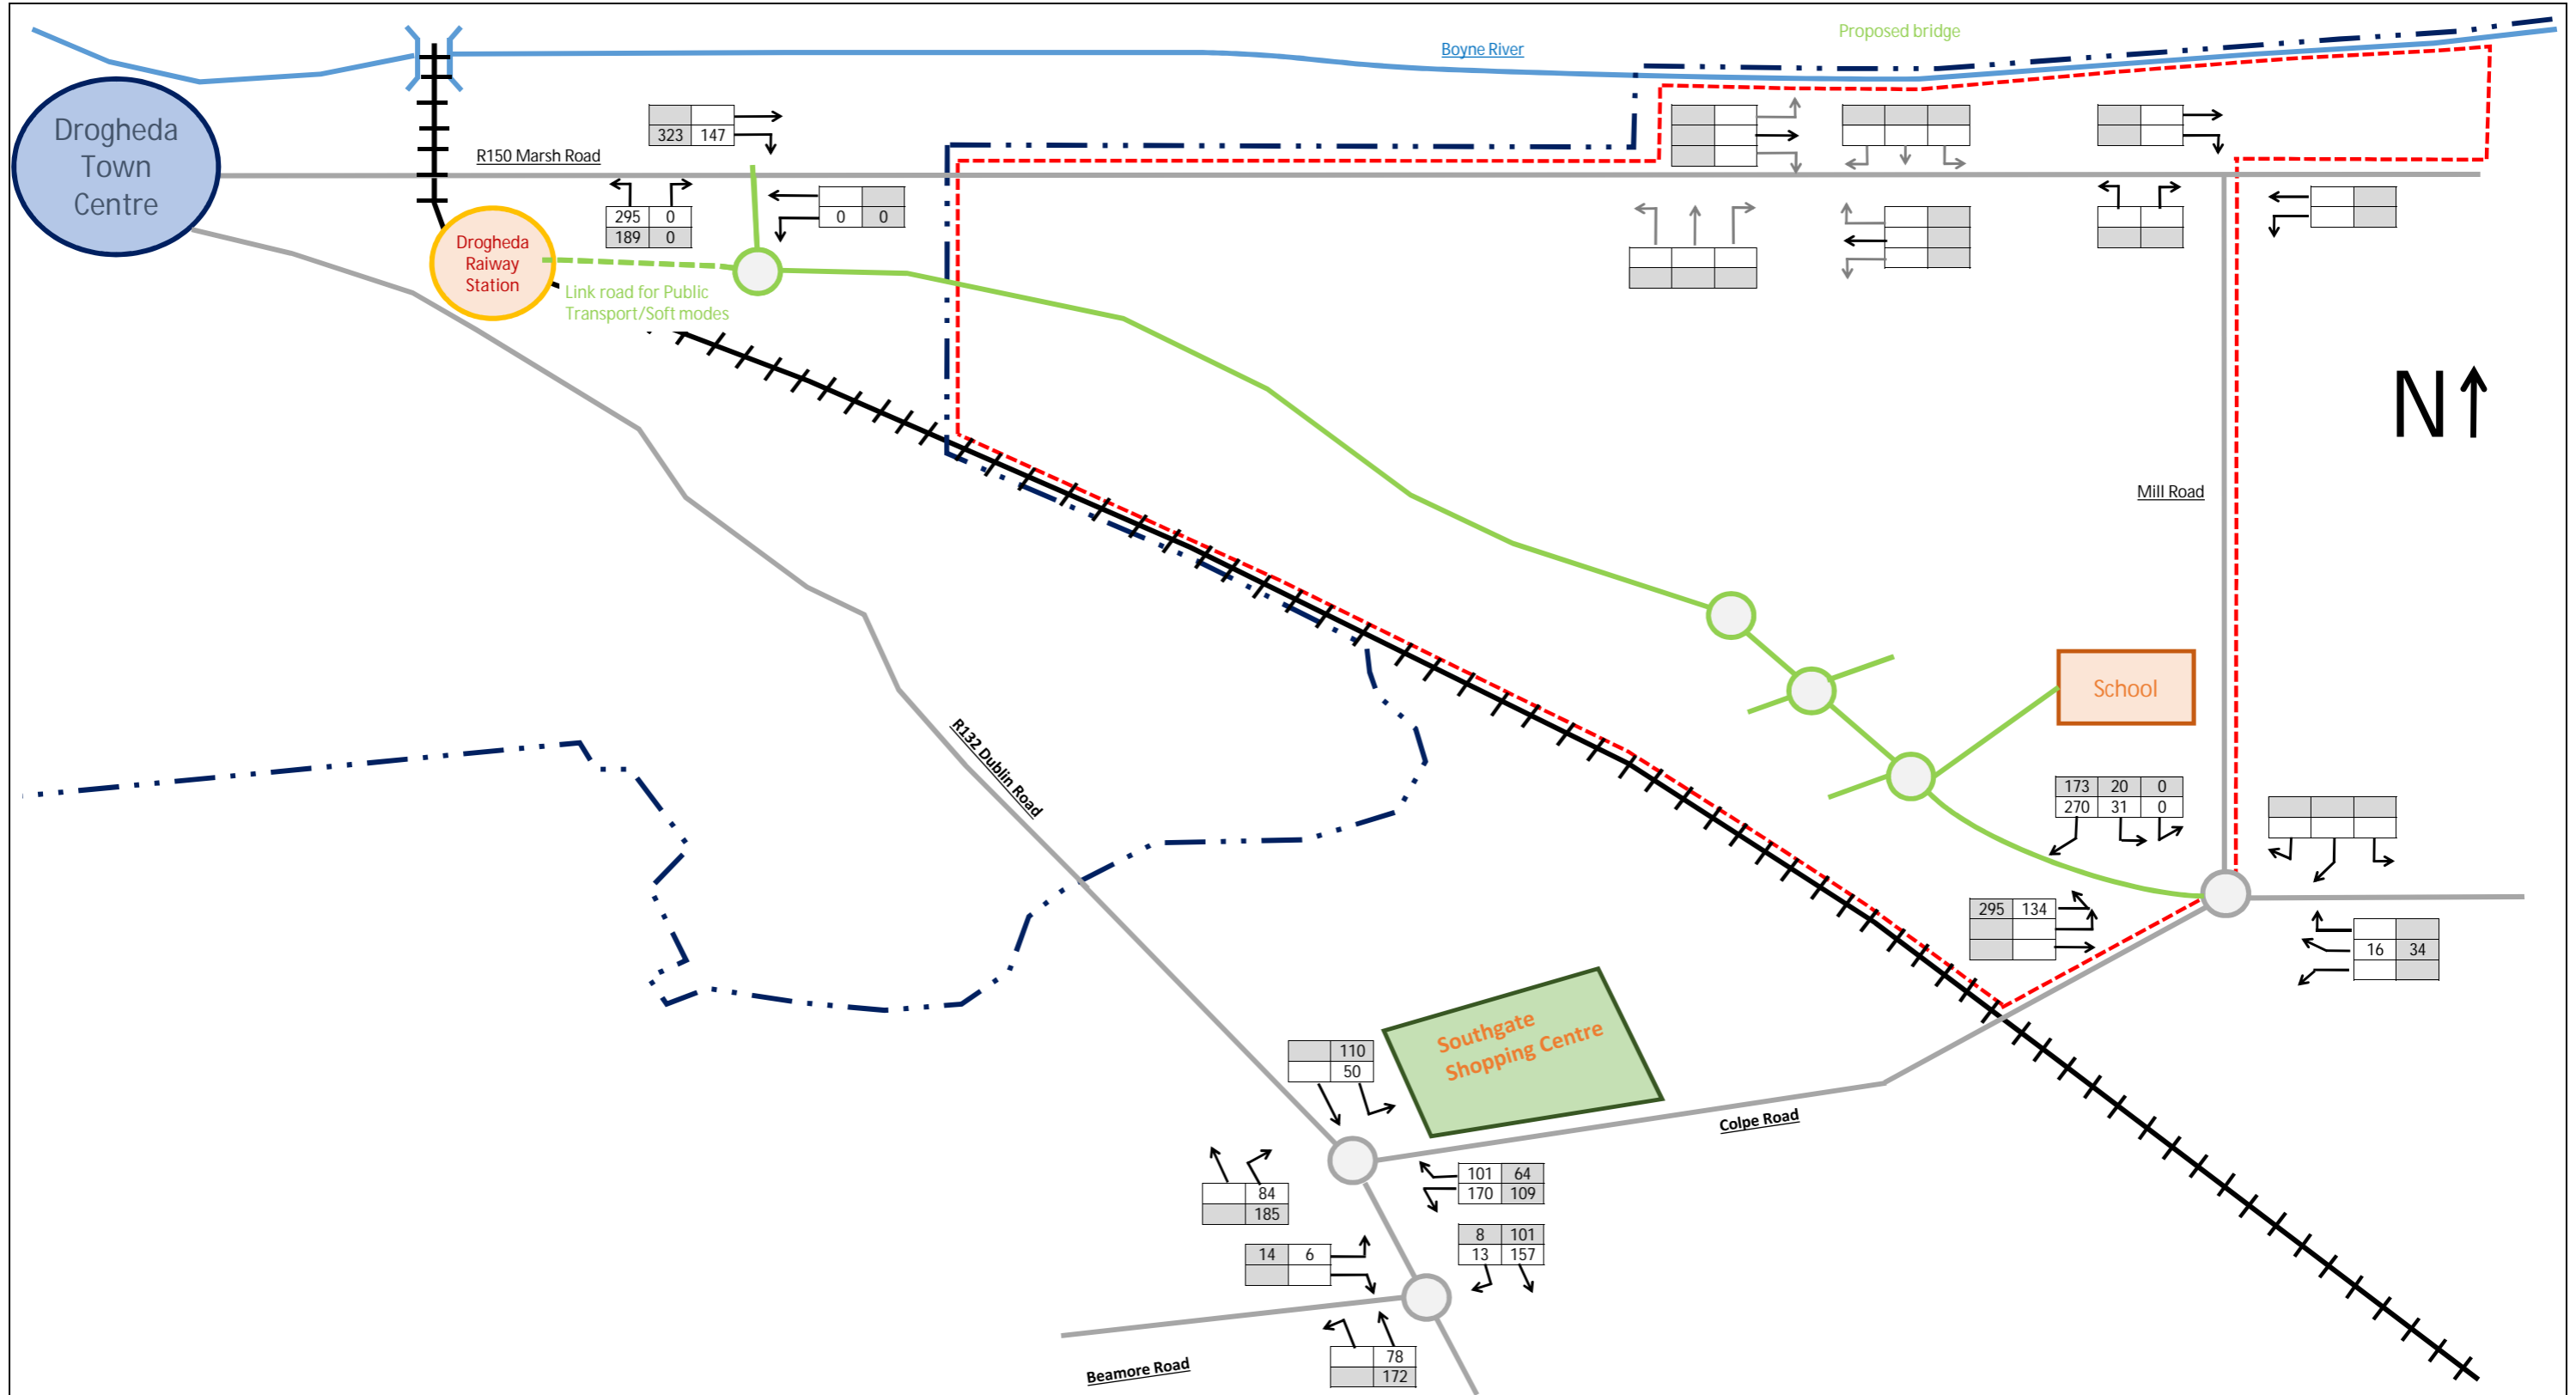 Proposed bridge
Boyne River
Drogheda
Town
Centre
323 147
R150 Marsh Road
295 0
189 0
0 0
Drogheda
Raiway
Station
Link road for Public
Transport/Soft modes
N
Mill Road
School
R132 Dublin Road
173 20 0
270 31 0
295 134
16 34
Southgate
Shopping Centre
110
50
Colpe Road
101 64
170 109
84
185
8 101
13 157
14 6
78
172
Beamore Road